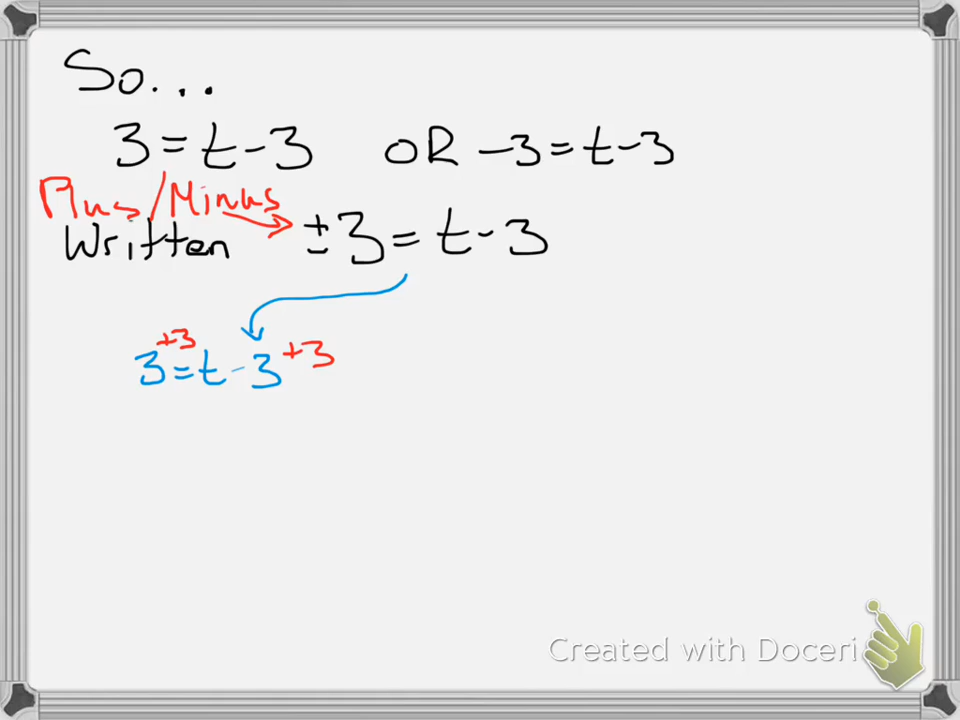 So...
3 = t - 3 OR -3 = t - 3
Plus/Minus
Written ± 3 = t - 3
+3 +3
3 = t - 3
Created with Doceri